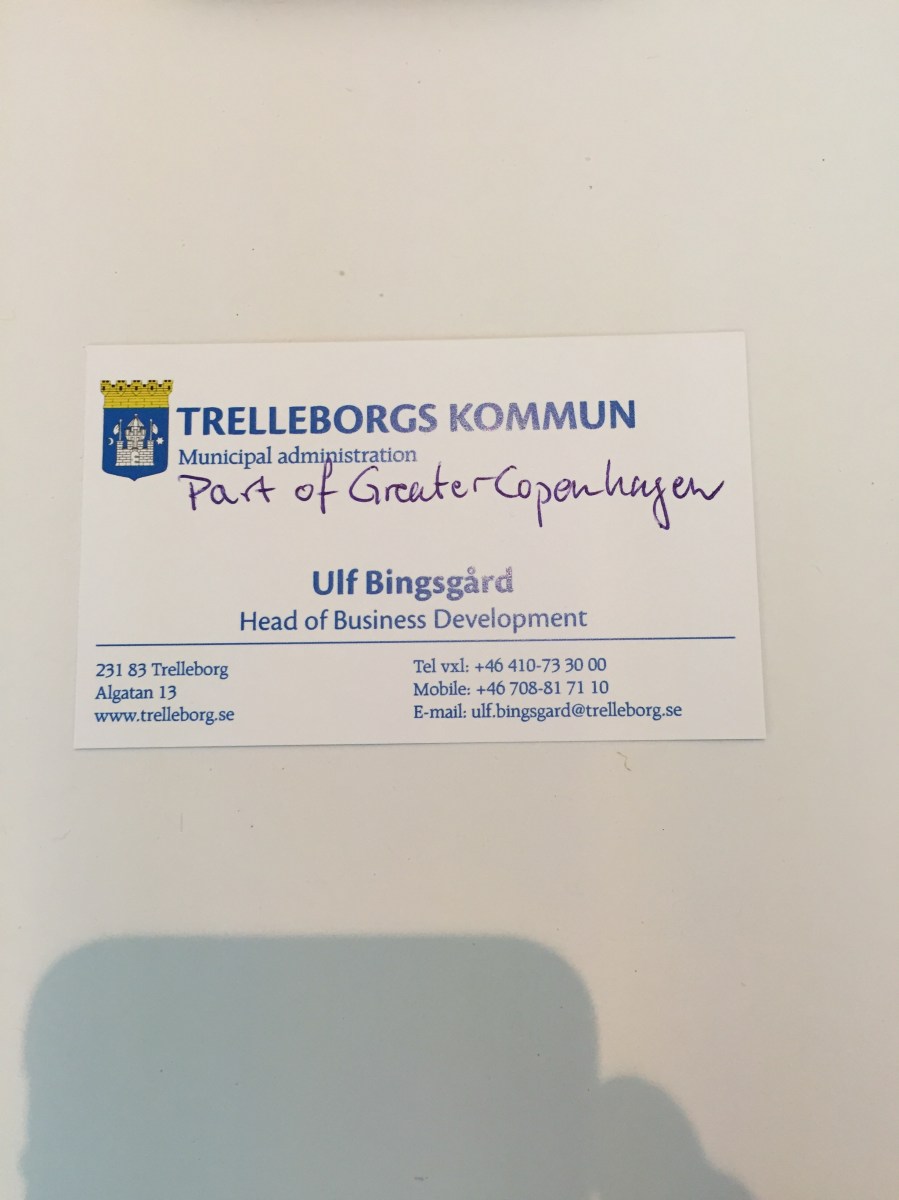 TRELLEBORGS KOMMUN
Municipal administration
Part of Greater Copenhagen
Ulf Bingsgård
Head of Business Development
231 83 Trelleborg
Algatan 13
www.trelleborg.se
Tel vxl: +46 410-73 30 00
Mobile: +46 708-81 71 10
E-mail: ulf.bingsgard@trelleborg.se